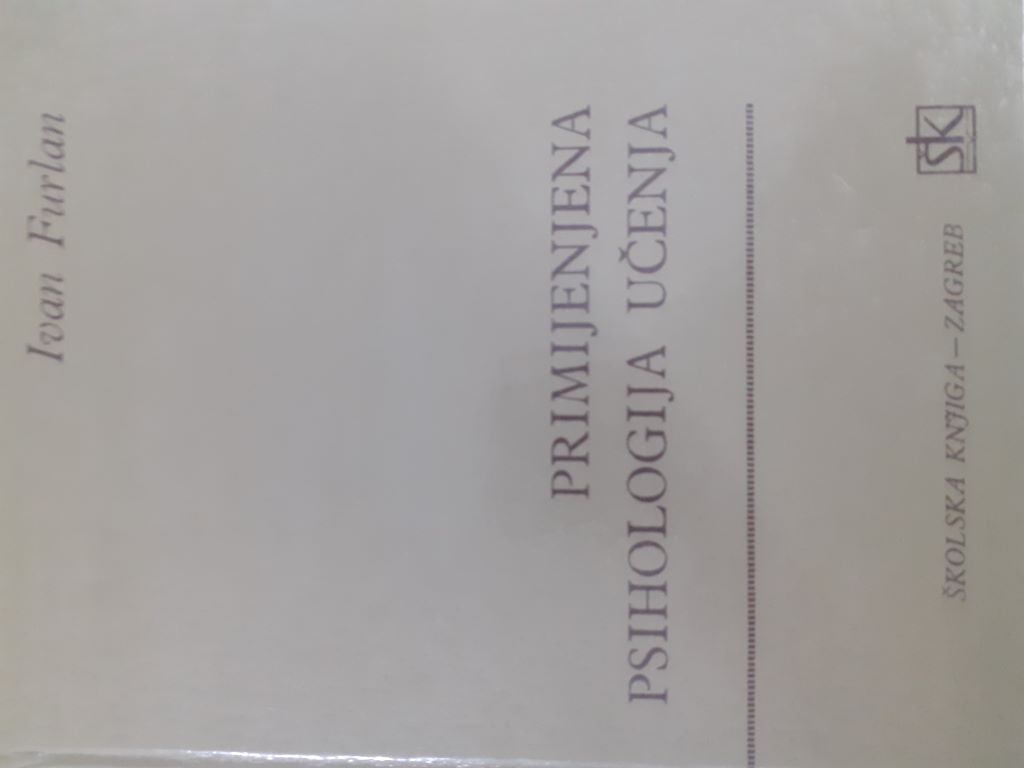 Ivan Furlan
PRIMIJENJENA
PSIHOLOGIJA UČENJA
šk
ŠKOLSKA KNJIGA – ZAGREB